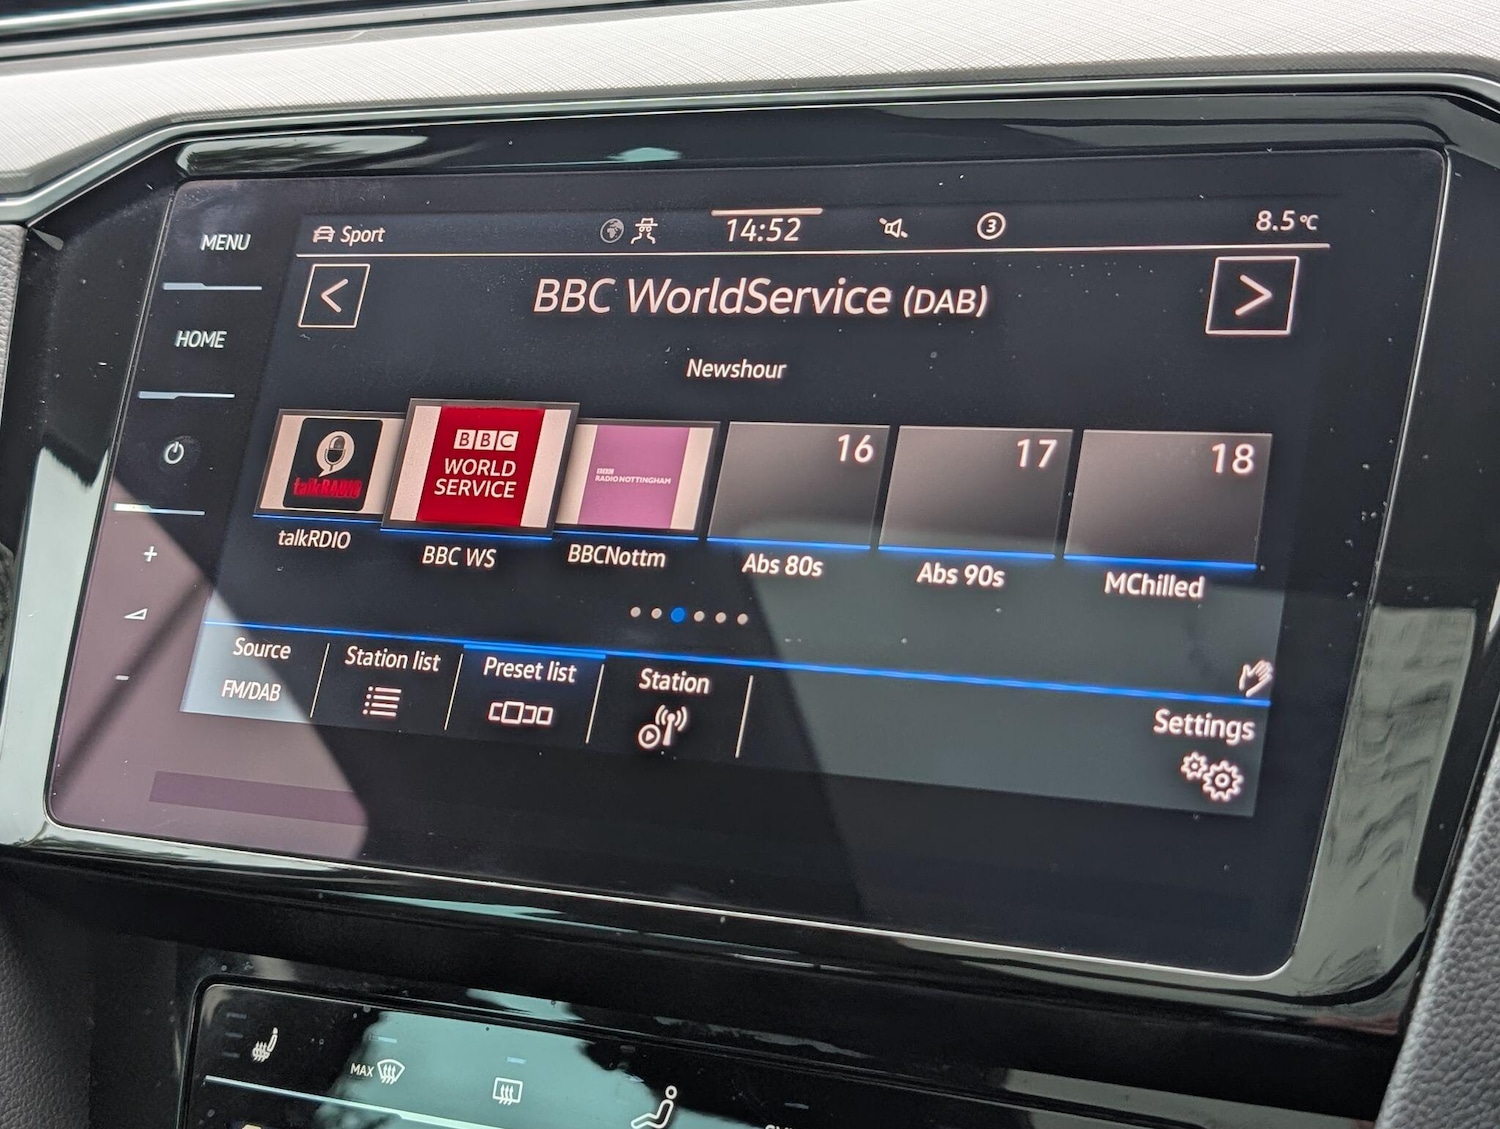 MENU
HOME
Sport
14:52
3
8.5°C
<
BBC WorldService (DAB)
>
Newshour
talkRADIO
BBC
WORLD
SERVICE
BBC
RADIO NOTTINGHAM
16
17
18
talkRDIO
BBC WS
BBCNottm
Abs 80s
Abs 90s
MChilled
+
-
Source
FM/DAB
Station list
Preset list
Station
Settings
MAX